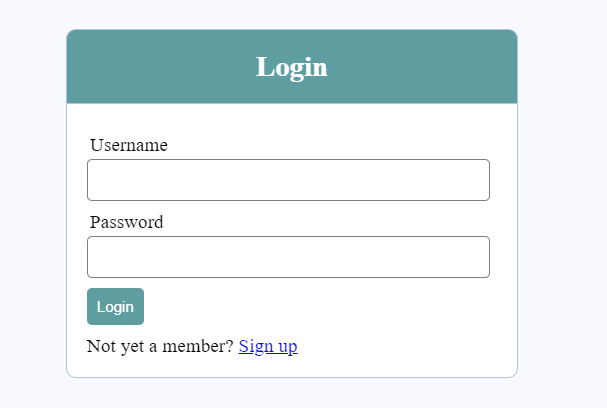 Login
Username
Password
Login
Not yet a member? Sign up